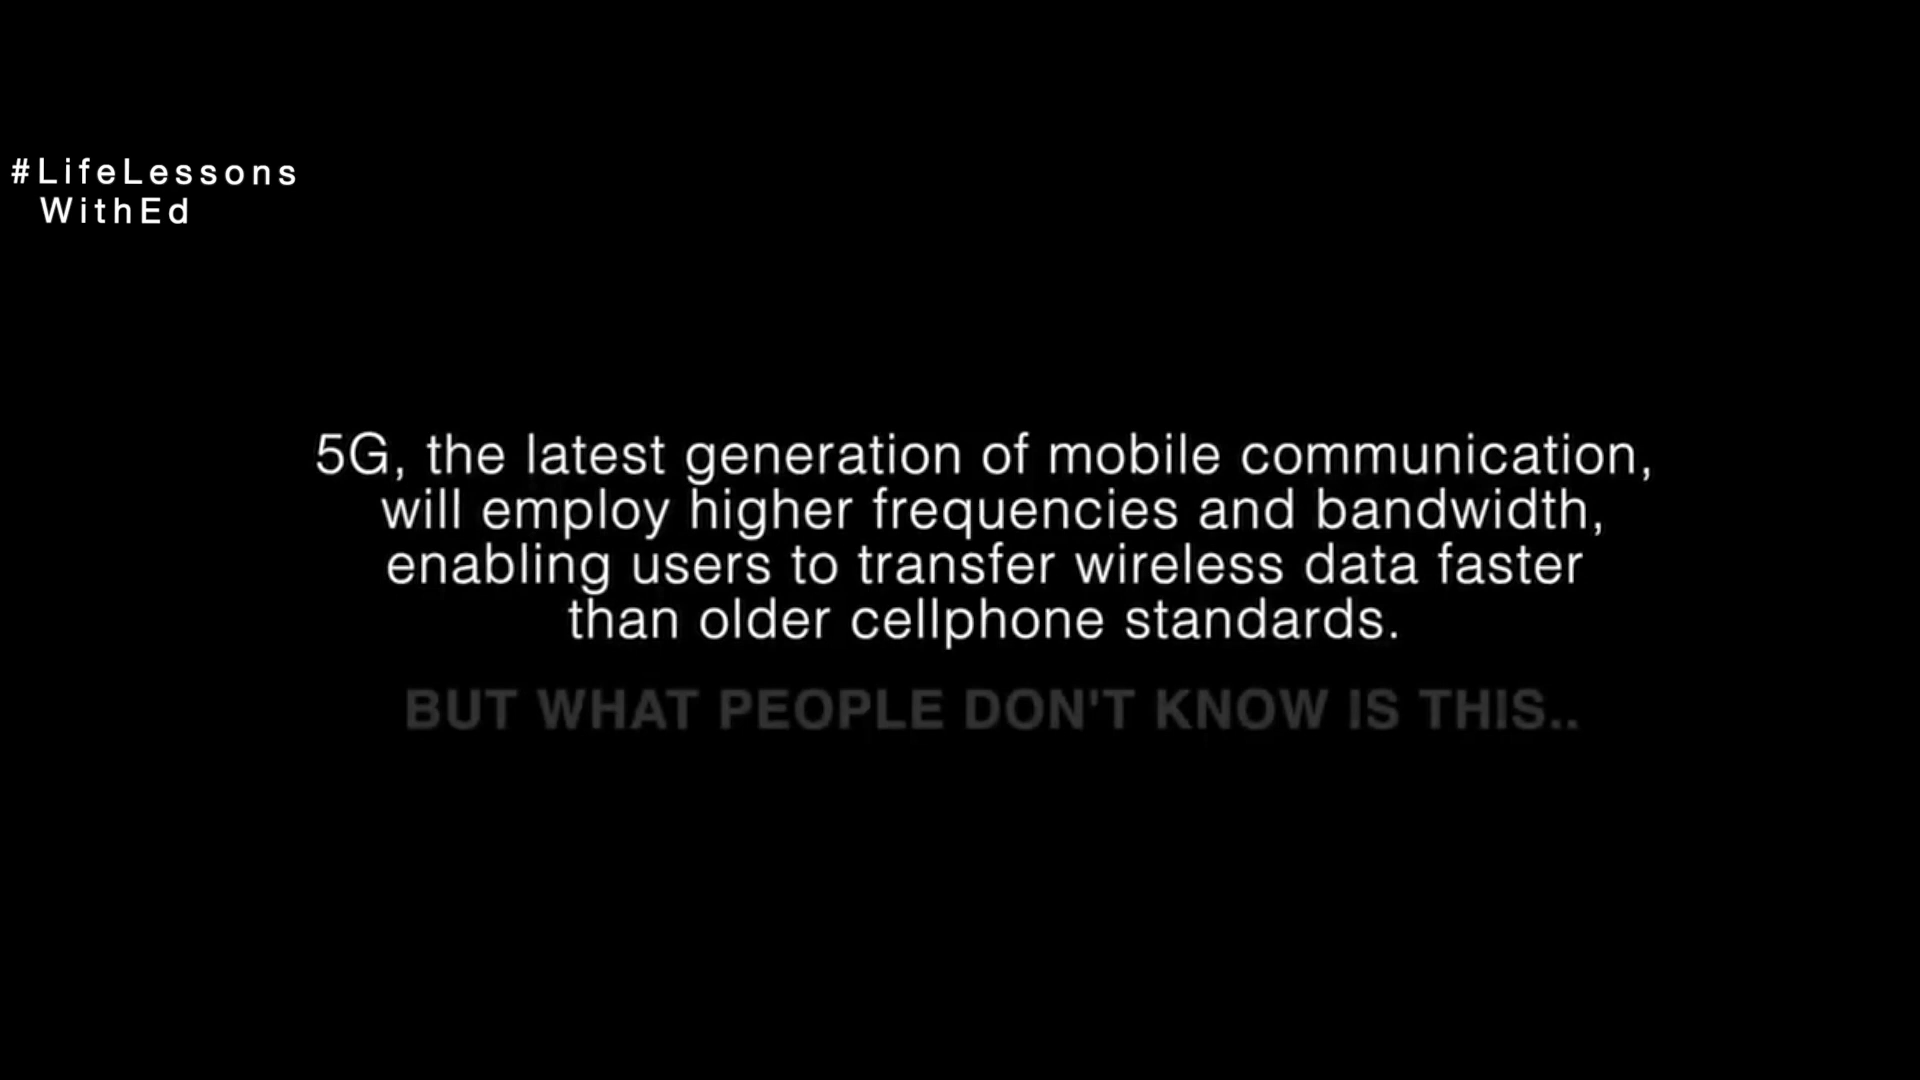 #LifeLessons
WithEd
5G, the latest generation of mobile communication,
will employ higher frequencies and bandwidth,
enabling users to transfer wireless data faster
than older cellphone standards.
BUT WHAT PEOPLE DON'T KNOW IS THIS..